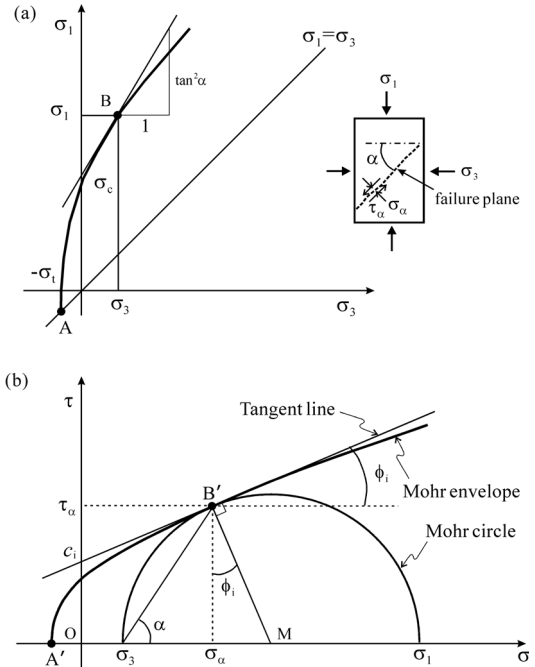 (a)
σ1
σ1=σ3
tan²α
B
σ1
1
σ1
α
σ3
σc
τα σα
failure plane
-σt
A
σ3
σ3
(b)
τ
Tangent line
ϕi
B′
Mohr envelope
τα
ci
Mohr circle
ϕi
α
O
M
A′
σ3
σα
σ1
σ